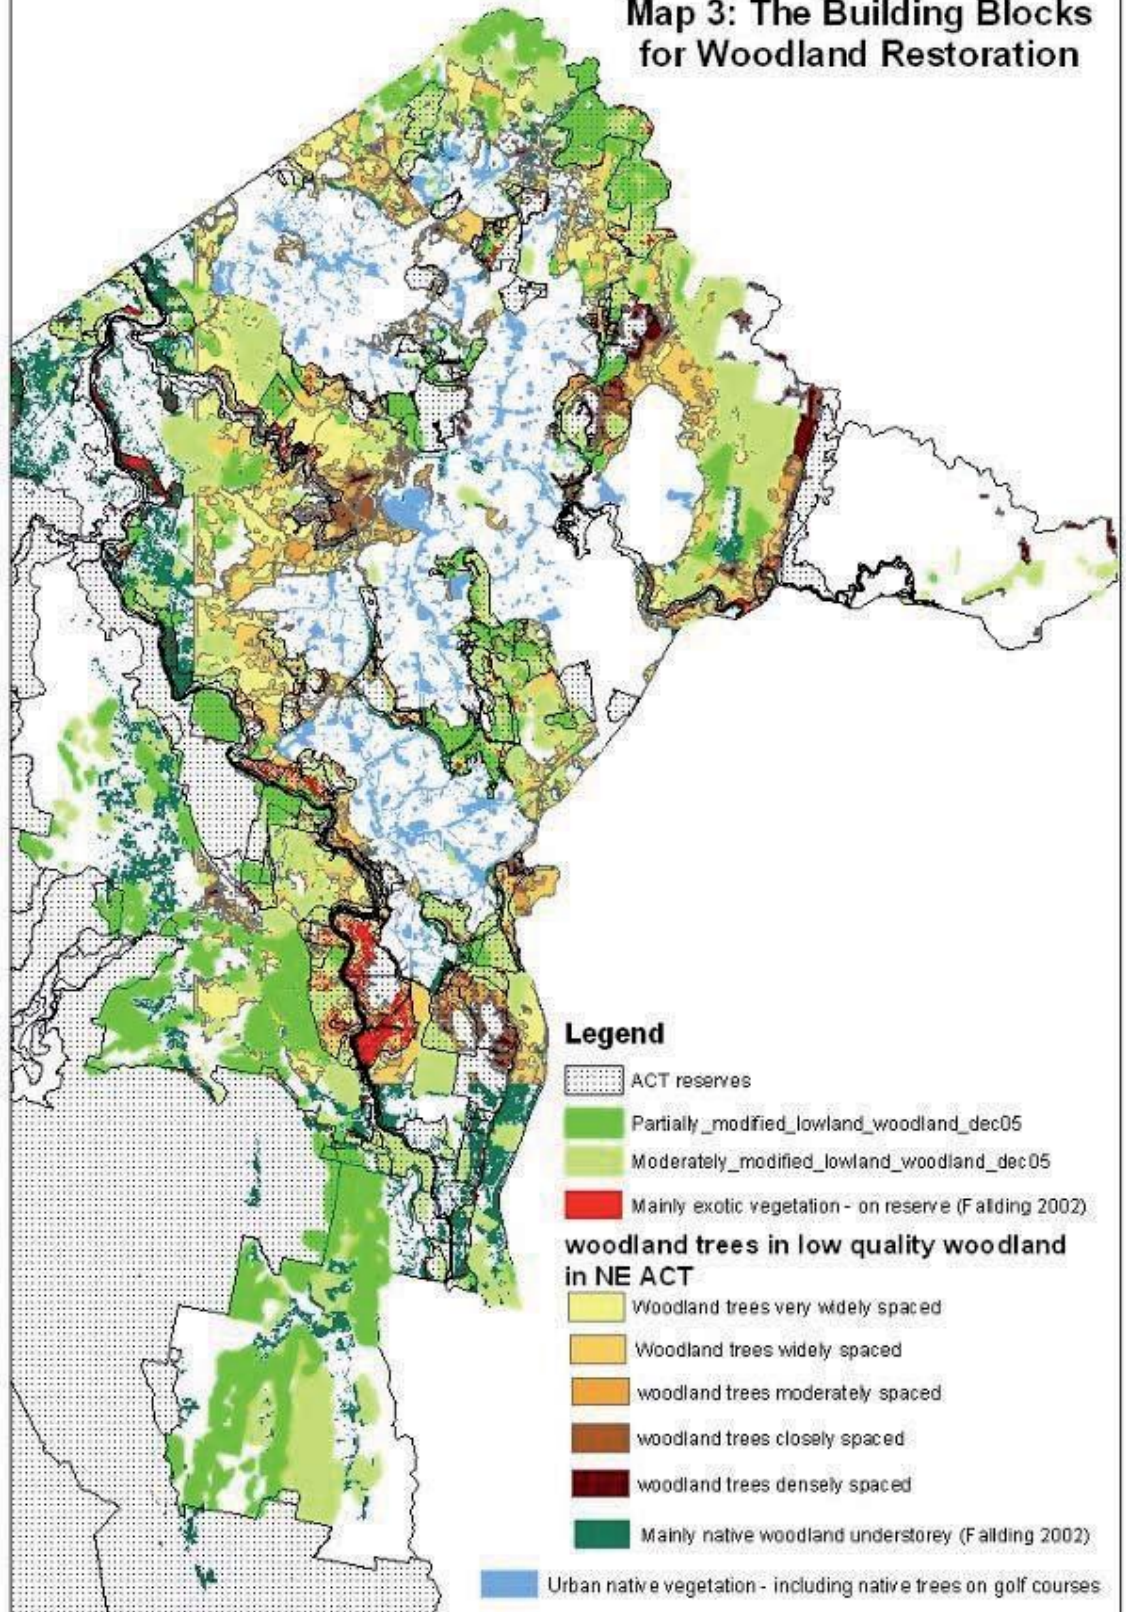 Map 3: The Building Blocks
for Woodland Restoration
Legend
ACT reserves
Partially_modified_lowland_woodland_dec05
Moderately_modified_lowland_woodland_dec05
Mainly exotic vegetation - on reserve (Fallding 2002)
woodland trees in low quality woodland
in NE ACT
Woodland trees very widely spaced
Woodland trees widely spaced
woodland trees moderately spaced
woodland trees closely spaced
woodland trees densely spaced
Mainly native woodland understorey (Fallding 2002)
Urban native vegetation - including native trees on golf courses